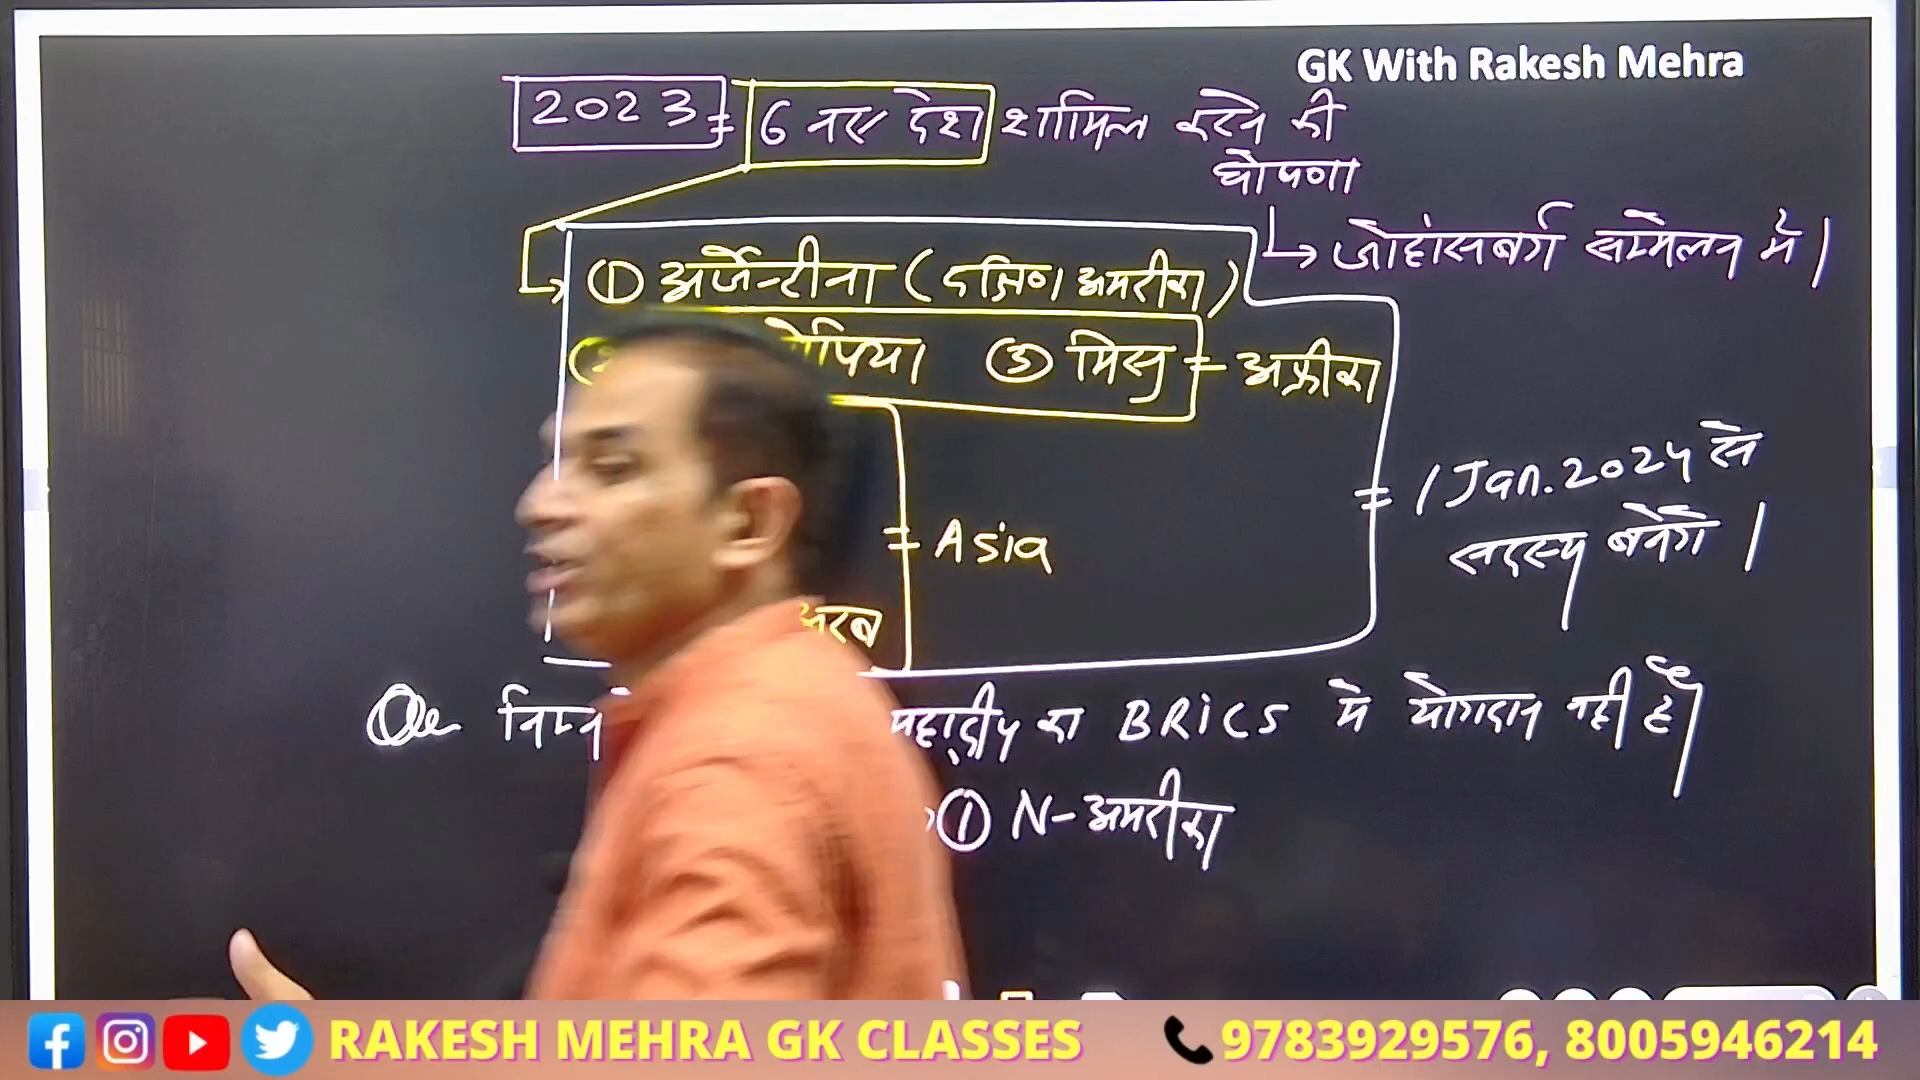 GK With Rakesh Mehra
2023 = 6 नए देश शामिल करने की
घोषणा
↳ जोहांसबर्ग सम्मेलन में।
① अर्जेन्टीना (दक्षिण अमरीका)
③ मिस्र = अफ्रीका
= Asia
अरब
= 1 Jan. 2024 से
सदस्य बनेंगे।
Que निम्न महाद्वीप का BRICS में योगदान नही है
① N-अमरीका
RAKESH MEHRA GK CLASSES
9783929576, 8005946214